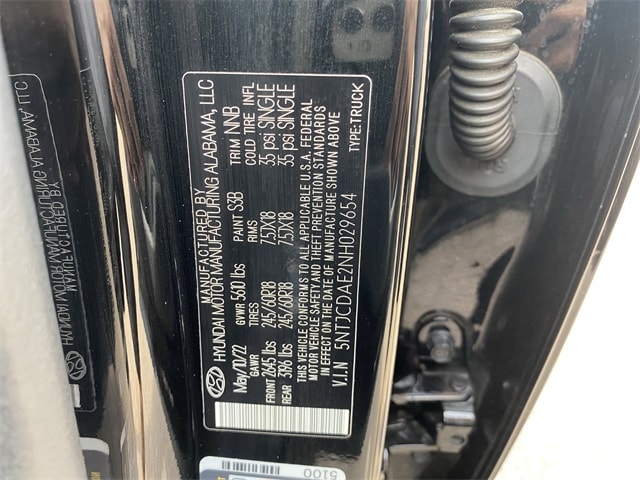 MANUFACTURED BY
HYUNDAI MOTOR MANUFACTURING ALABAMA, LLC
May/10/22 GVWR 5610 lbs PAINT S3B TRIM NNB
GAWR TIRES RIMS COLD TIRE INFL
FRONT 2645 lbs 245/60R18 7.5JX18 35 psi SINGLE
REAR 3196 lbs 245/60R18 7.5JX18 35 psi SINGLE
THIS VEHICLE CONFORMS TO ALL APPLICABLE U.S.A. FEDERAL
MOTOR VEHICLE SAFETY AND THEFT PREVENTION STANDARDS
IN EFFECT ON THE DATE OF MANUFACTURE SHOWN ABOVE
V.I.N 5NTJCDAE2NH029654 TYPE:TRUCK
5100